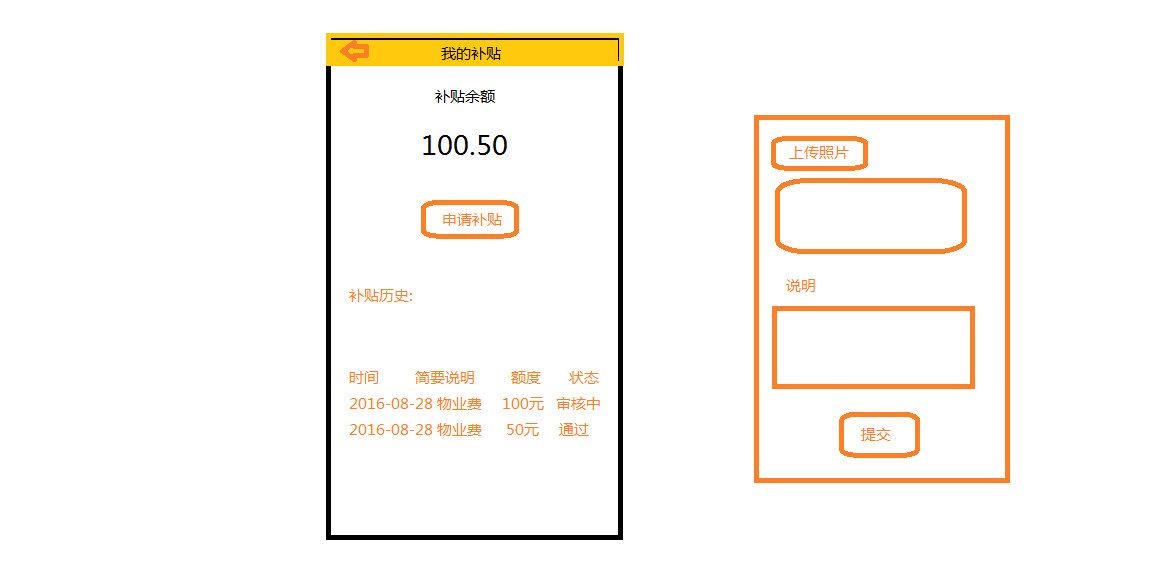 我的补贴
补贴余额
100.50
申请补贴
补贴历史:
时间 简要说明 额度 状态
2016-08-28 物业费 100元 审核中
2016-08-28 物业费 50元 通过
上传照片
说明
提交